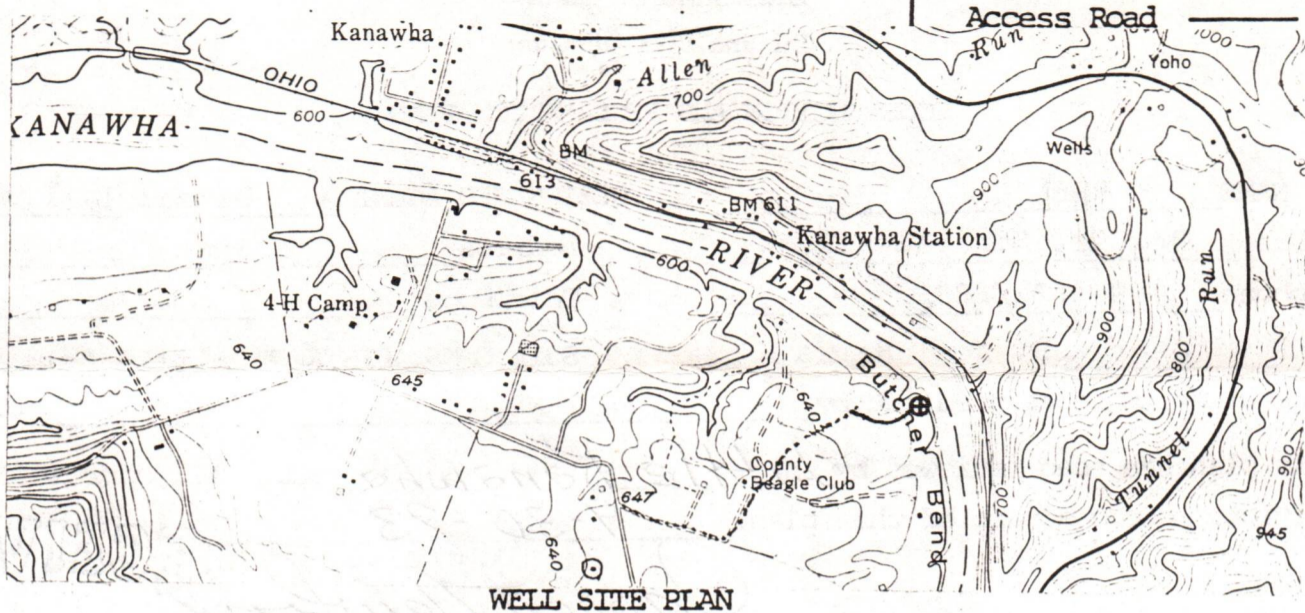 Access Road
Kanawha
Run
1000
Yoho
Allen
OHIO
700
600
KANAWHA
Wells
BM
613
900
BM 611
RIVER
Kanawha Station
600
Run
4-H Camp
640
900
645
800
Butcher Bend
640
County
Beagle Club
Tunnel
700
900
647
945
640
WELL SITE PLAN